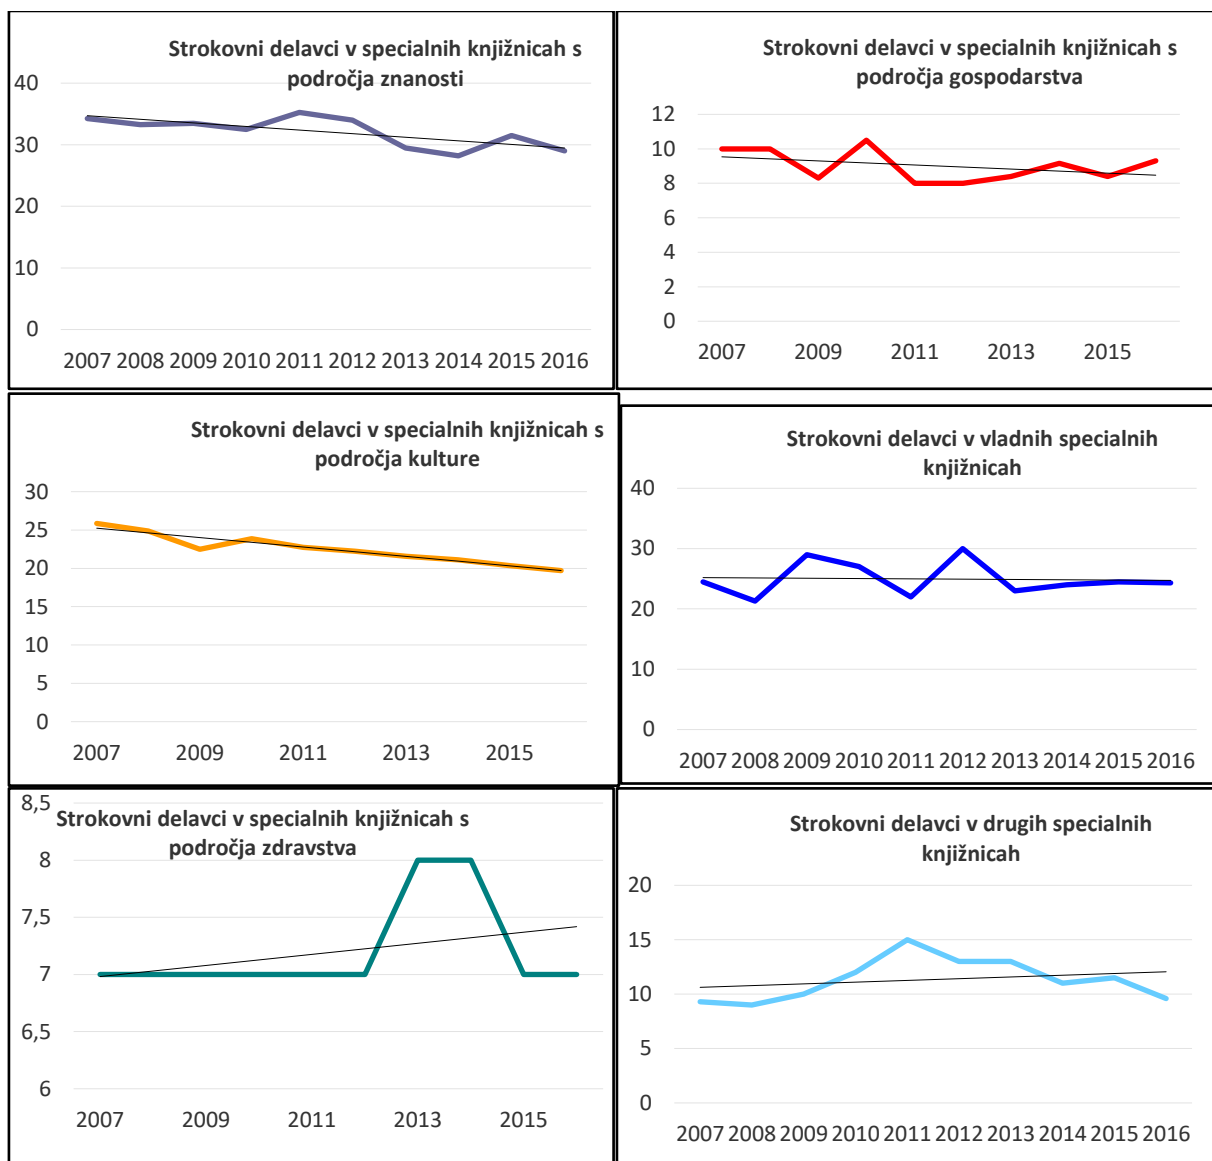 Strokovni delavci v specialnih knjižnicah s
področja znanosti
40
30
20
10
0
2007 2008 2009 2010 2011 2012 2013 2014 2015 2016
Strokovni delavci v specialnih knjižnicah s
področja gospodarstva
12
10
8
6
4
2
0
2007 2009 2011 2013 2015
Strokovni delavci v specialnih knjižnicah s
področja kulture
30
25
20
15
10
5
0
2007 2009 2011 2013 2015
Strokovni delavci v vladnih specialnih
knjižnicah
40
30
20
10
0
2007 2008 2009 2010 2011 2012 2013 2014 2015 2016
Strokovni delavci v specialnih knjižnicah s
področja zdravstva
8,5
8
7,5
7
6,5
6
2007 2009 2011 2013 2015
Strokovni delavci v drugih specialnih
knjižnicah
20
15
10
5
0
2007 2008 2009 2010 2011 2012 2013 2014 2015 2016